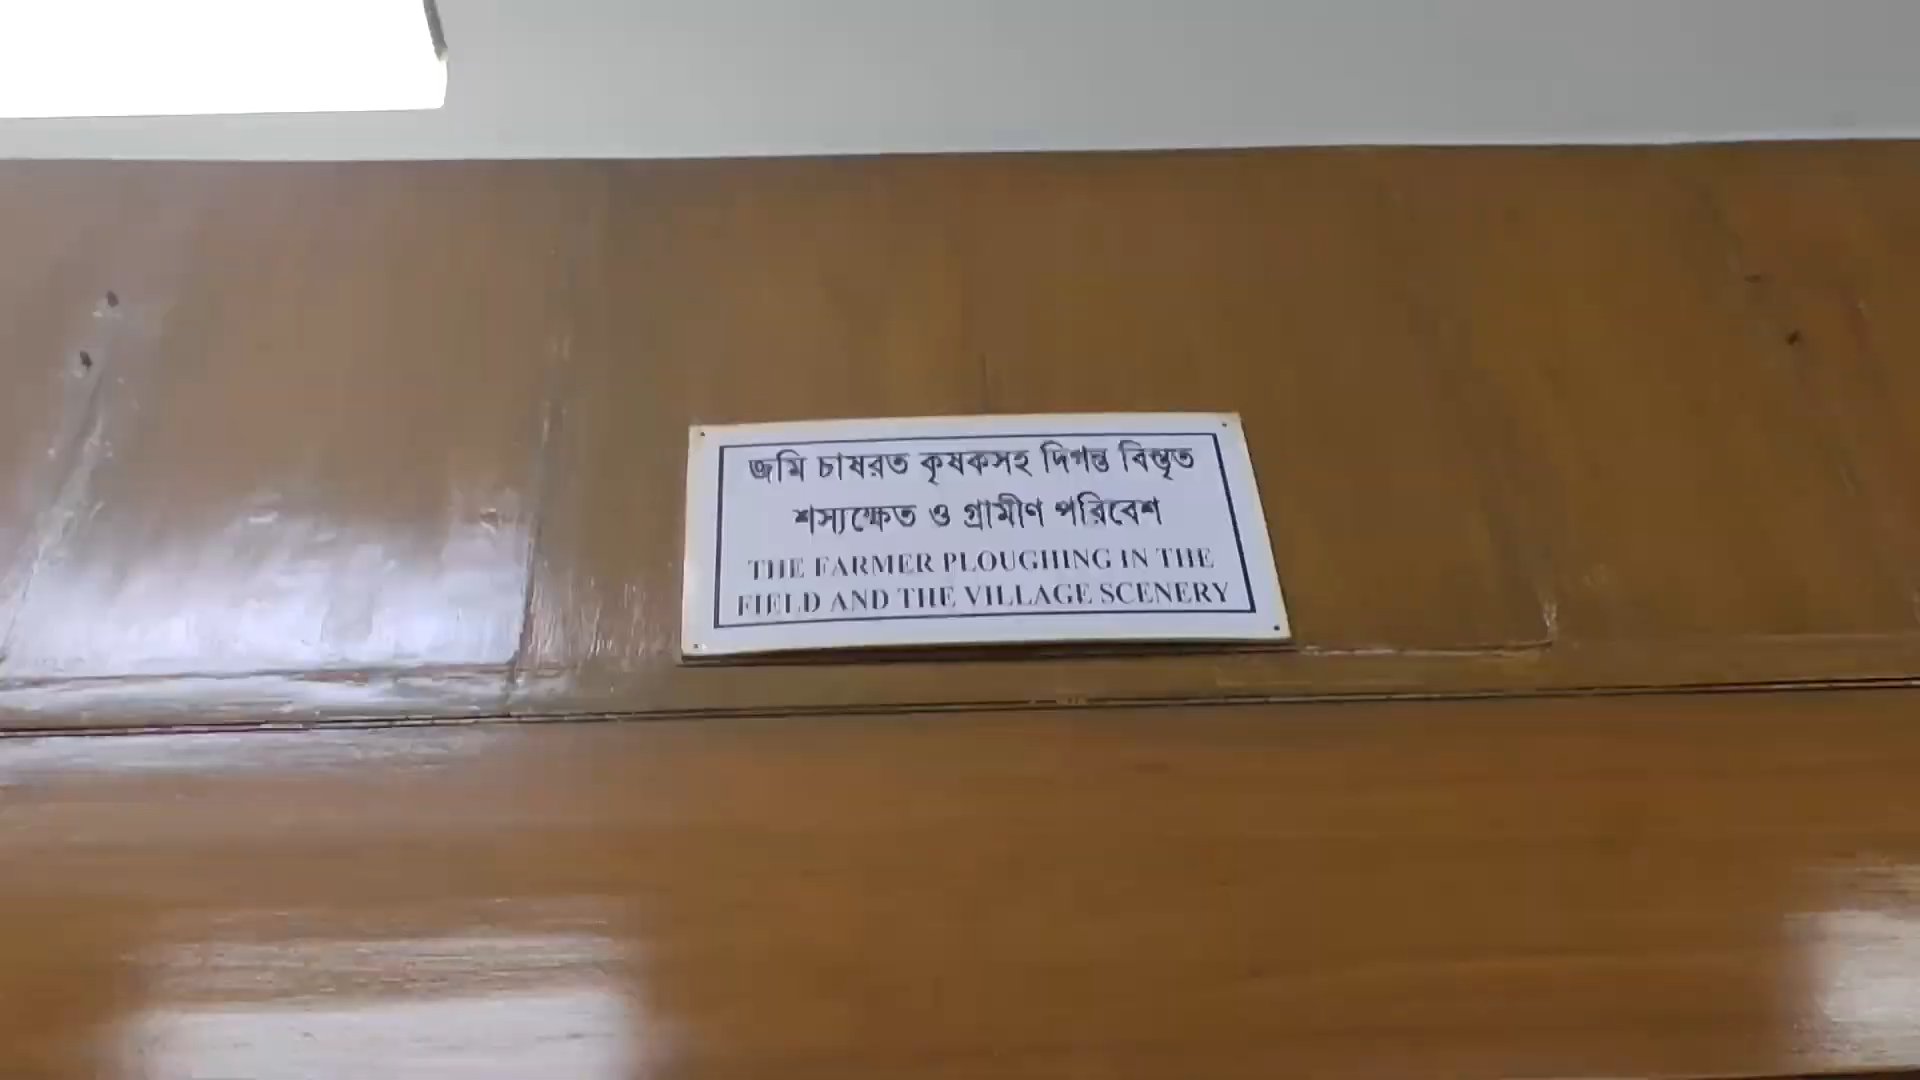 জমি চাষরত কৃষকসহ দিগন্ত বিস্তৃত
শস্যক্ষেত ও গ্রামীণ পরিবেশ
THE FARMER PLOUGHING IN THE
FIELD AND THE VILLAGE SCENERY